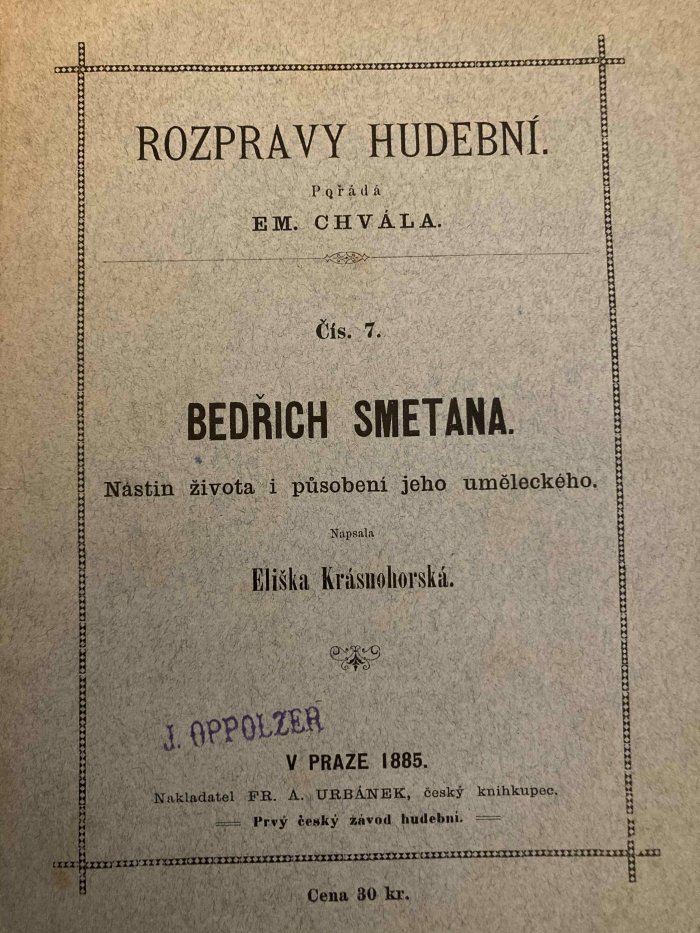 ROZPRAVY HUDEBNÍ.
Pořádá
EM. CHVÁLA.
Čís. 7.
BEDŘICH SMETANA.
Nástin života i působení jeho uměleckého.
Napsala
Eliška Krásnohorská.
J. OPPOLZER
V PRAZE 1885.
Nakladatel FR. A. URBÁNEK, český knihkupec.
Prvý český závod hudební.
Cena 30 kr.